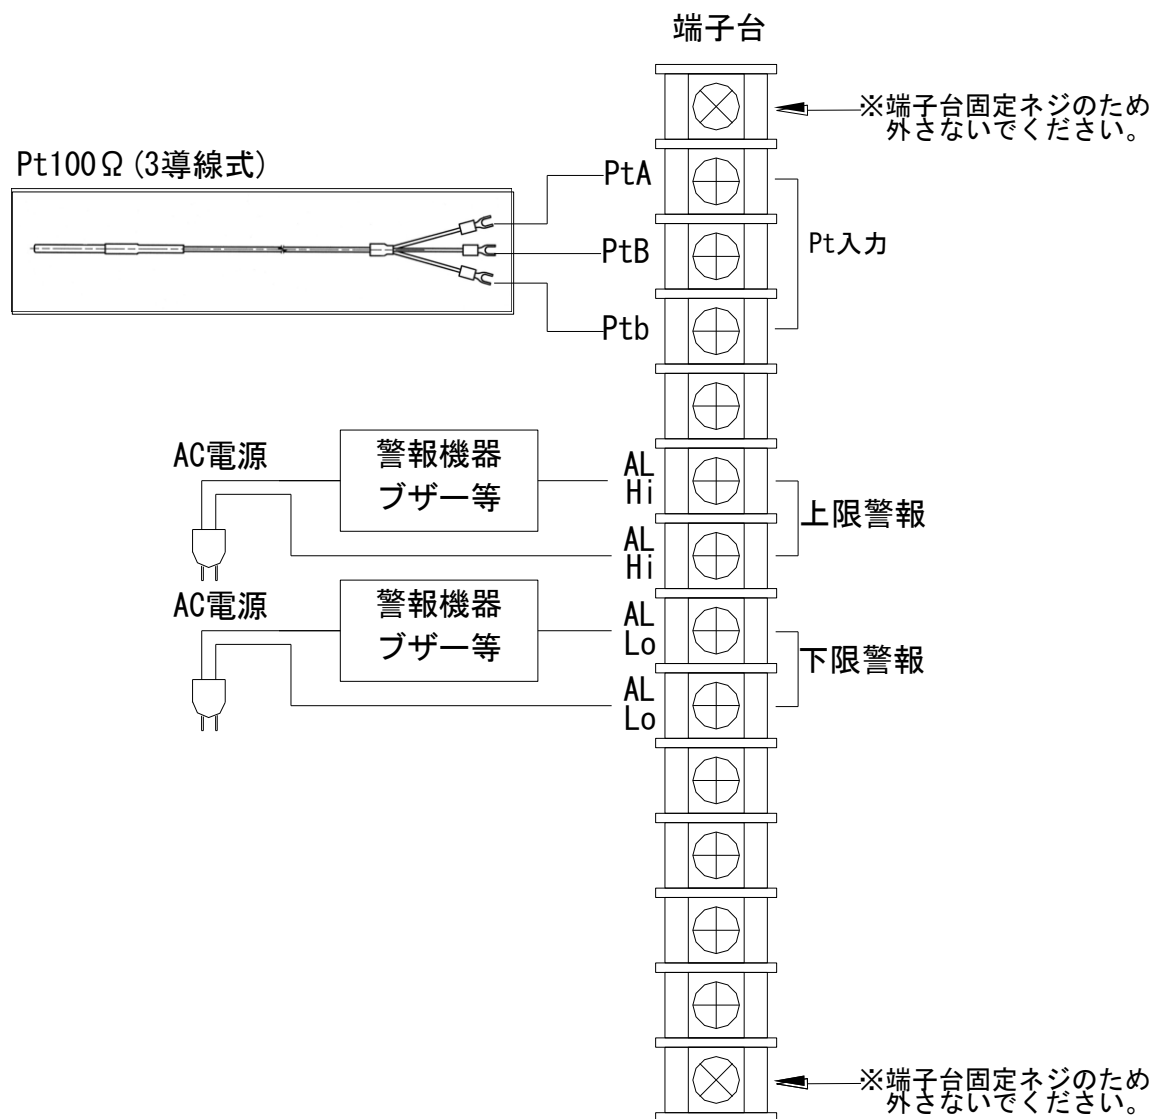 端子台
※端子台固定ネジのため
外さないでください。
Pt100Ω(3導線式)
PtA
PtB
Pt入力
Ptb
AC電源
警報機器
ブザー等
AL
Hi
上限警報
AL
Hi
AC電源
警報機器
ブザー等
AL
Lo
下限警報
AL
Lo
※端子台固定ネジのため
外さないでください。